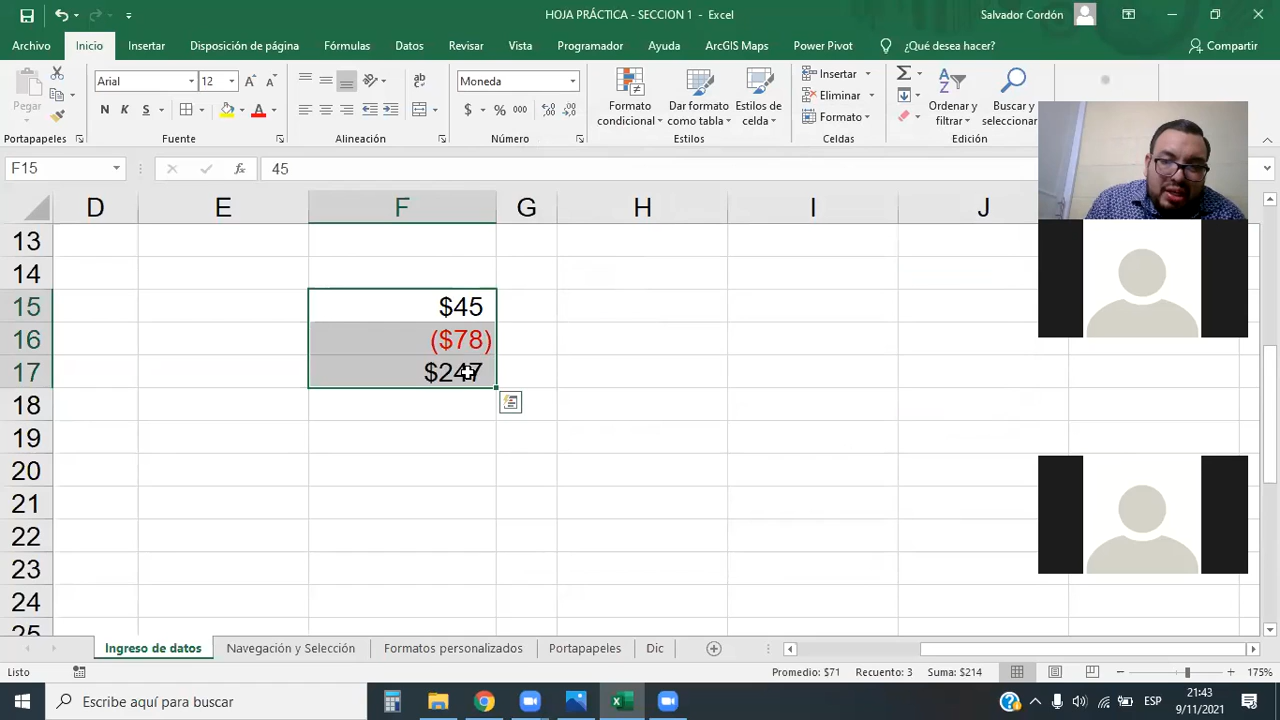 HOJA PRÁCTICA - SECCION 1 - Excel
Salvador Cordón
Archivo Inicio Insertar Disposición de página Fórmulas Datos Revisar Vista Programador Ayuda ArcGIS Maps Power Pivot ¿Qué desea hacer? Compartir
Pegar
Arial 12
N K S
ab
Moneda
$ % 000
Formato condicional
Dar formato como tabla
Estilos de celda
Insertar
Eliminar
Formato
Ordenar y filtrar
Buscar y seleccionar
Portapapeles Fuente Alineación Número Estilos Celdas Edición
F15 fx 45
D E F G H I J
13
14
15 $45
16 ($78)
17 $247
18
19
20
21
22
23
24
25
Ingreso de datos Navegación y Selección Formatos personalizados Portapapeles Dic
Listo Promedio: $71 Recuento: 3 Suma: $214 175%
Escribe aquí para buscar
ESP
21:43
9/11/2021